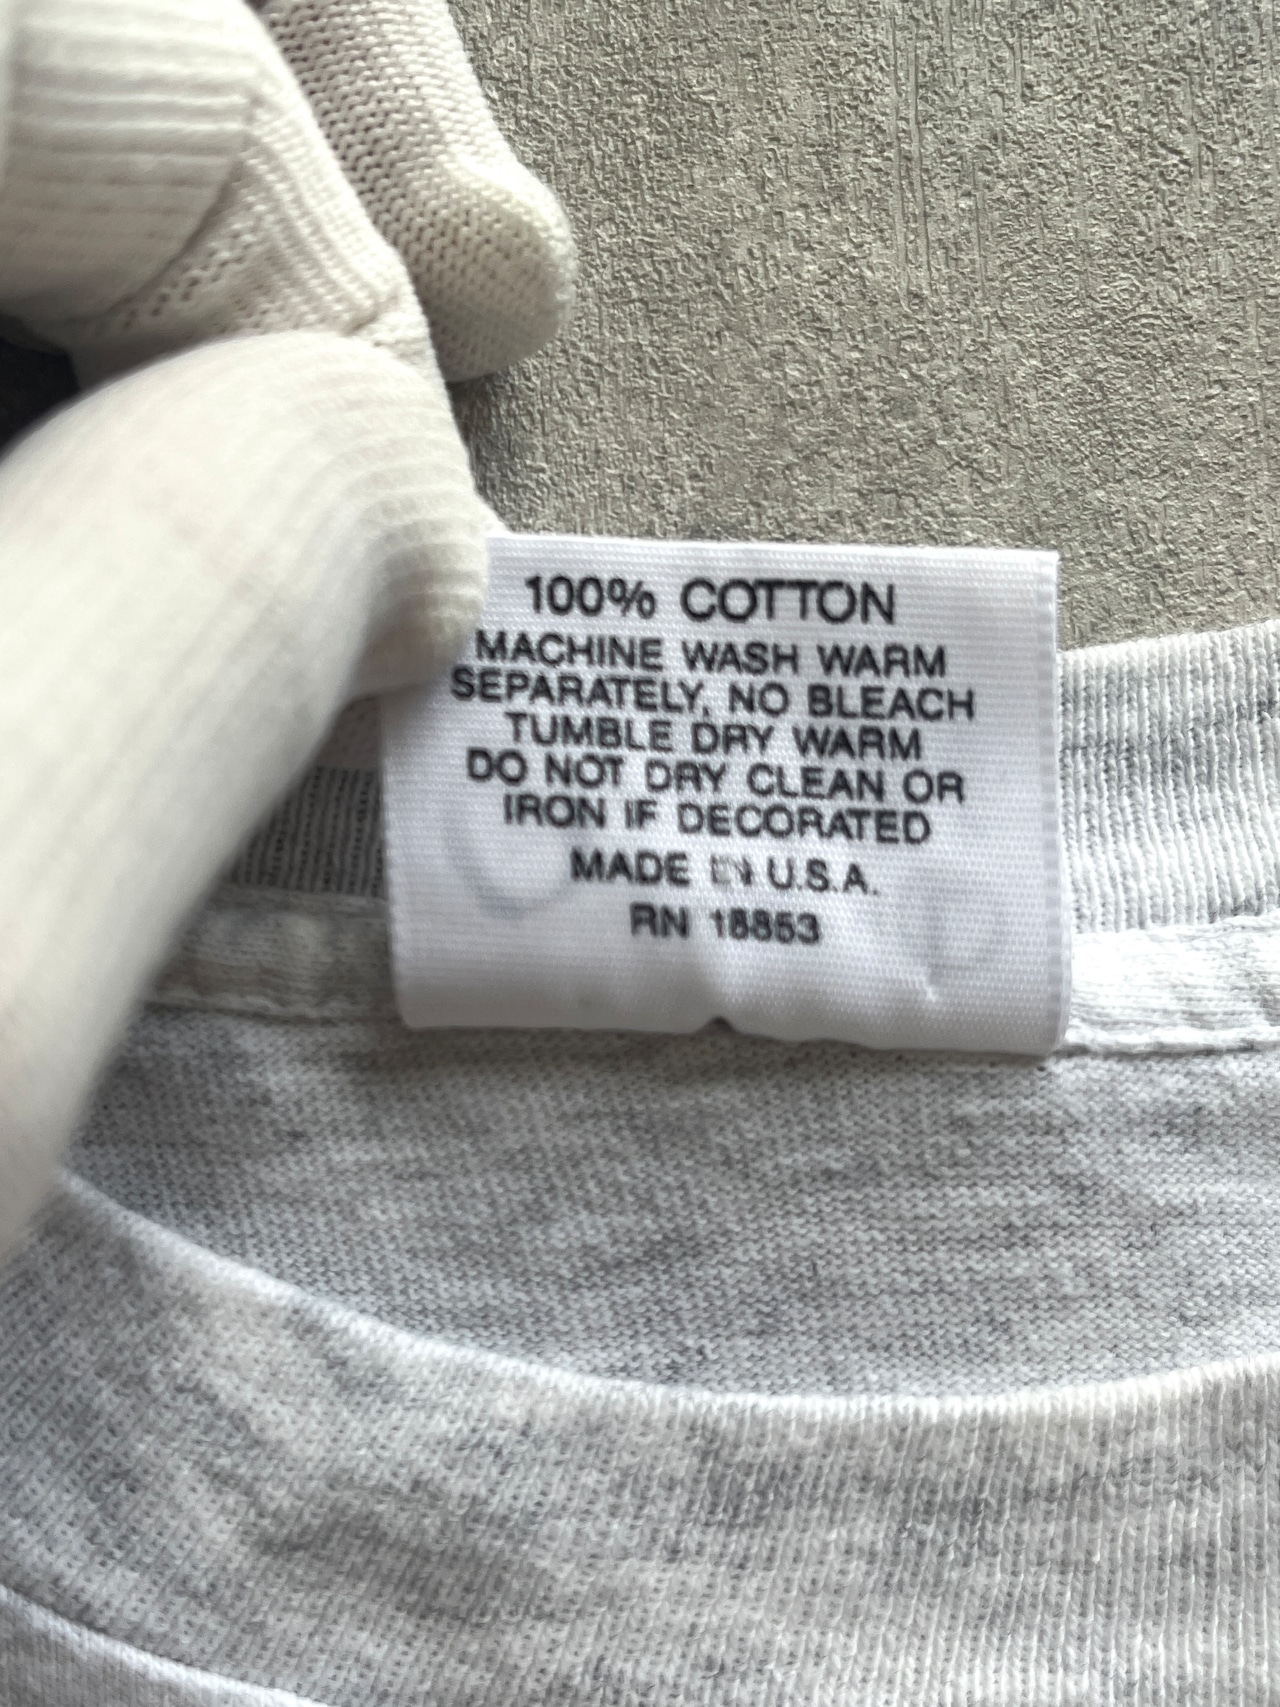 100% COTTON
MACHINE WASH WARM
SEPARATELY, NO BLEACH
TUMBLE DRY WARM
DO NOT DRY CLEAN OR
IRON IF DECORATED
MADE IN U.S.A.
RN 18853